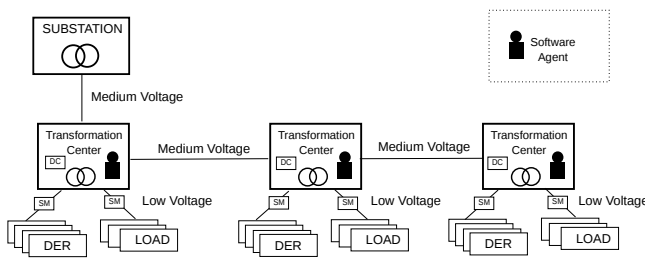 SUBSTATION
Software
Agent
Medium Voltage
Transformation
Center
DC
Medium Voltage
Transformation
Center
DC
Medium Voltage
Transformation
Center
DC
SM
SM
Low Voltage
SM
SM
Low Voltage
SM
SM
Low Voltage
DER
LOAD
DER
LOAD
DER
LOAD